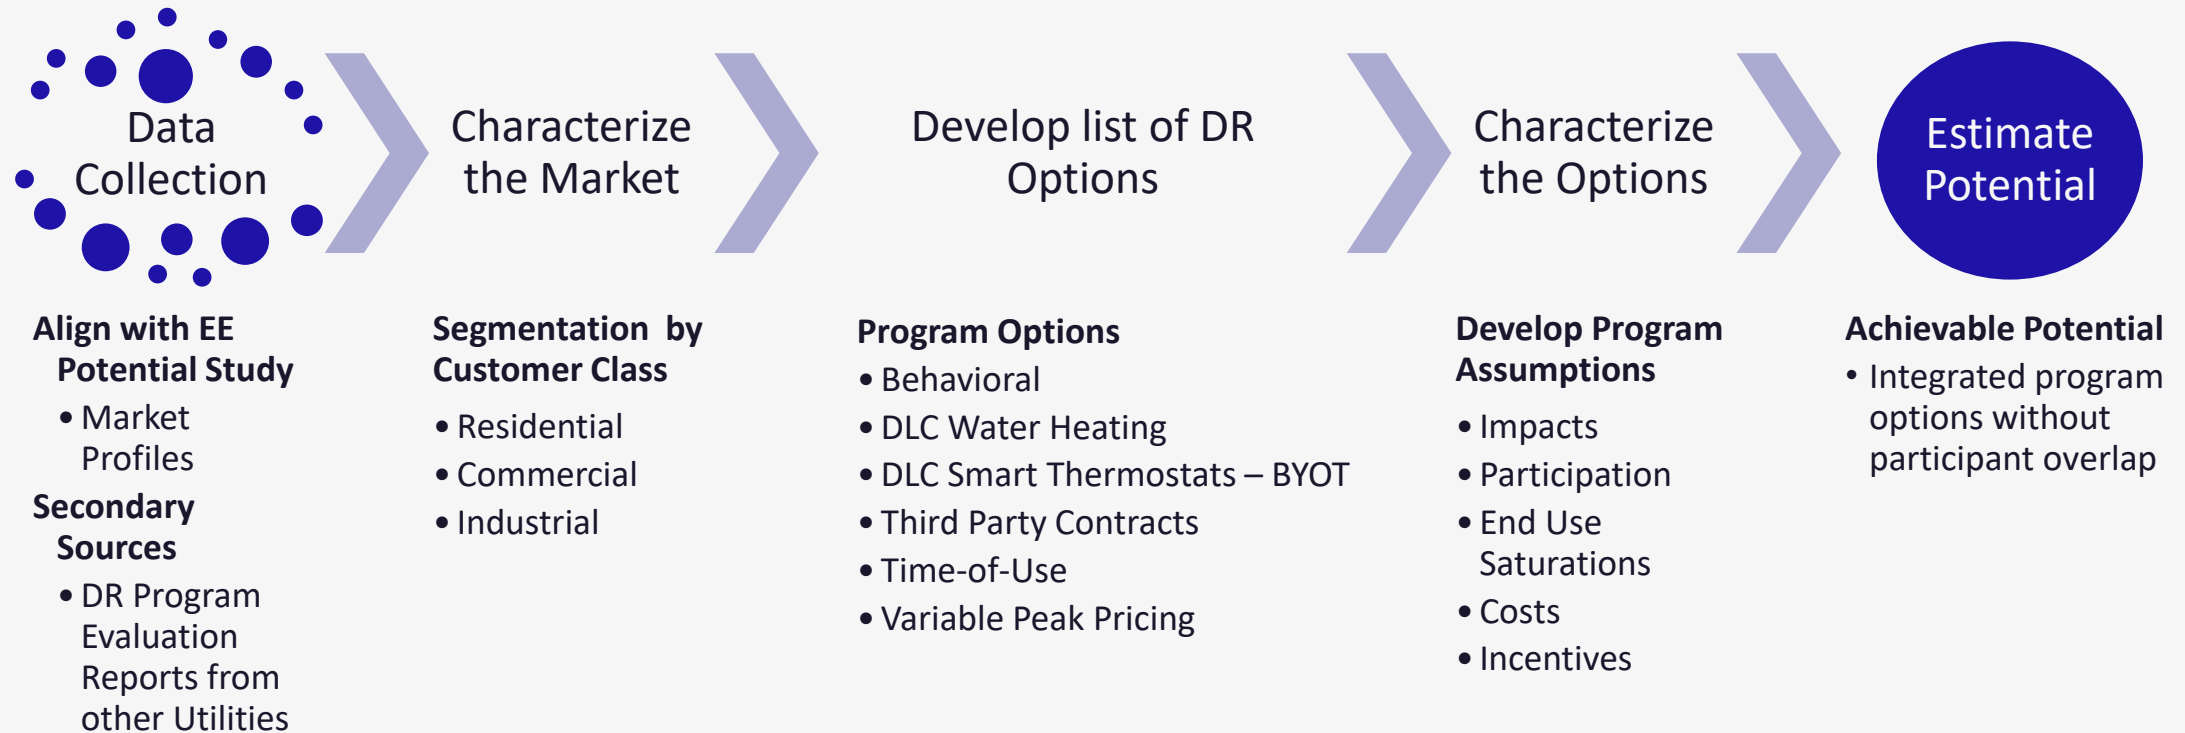 Data
Collection
Characterize
the Market
Develop list of DR
Options
Characterize
the Options
Estimate
Potential
Align with EE
Potential Study
• Market
Profiles
Secondary
Sources
• DR Program
Evaluation
Reports from
other Utilities
Segmentation by
Customer Class
• Residential
• Commercial
• Industrial
Program Options
• Behavioral
• DLC Water Heating
• DLC Smart Thermostats – BYOT
• Third Party Contracts
• Time-of-Use
• Variable Peak Pricing
Develop Program
Assumptions
• Impacts
• Participation
• End Use
Saturations
• Costs
• Incentives
Achievable Potential
• Integrated program
options without
participant overlap